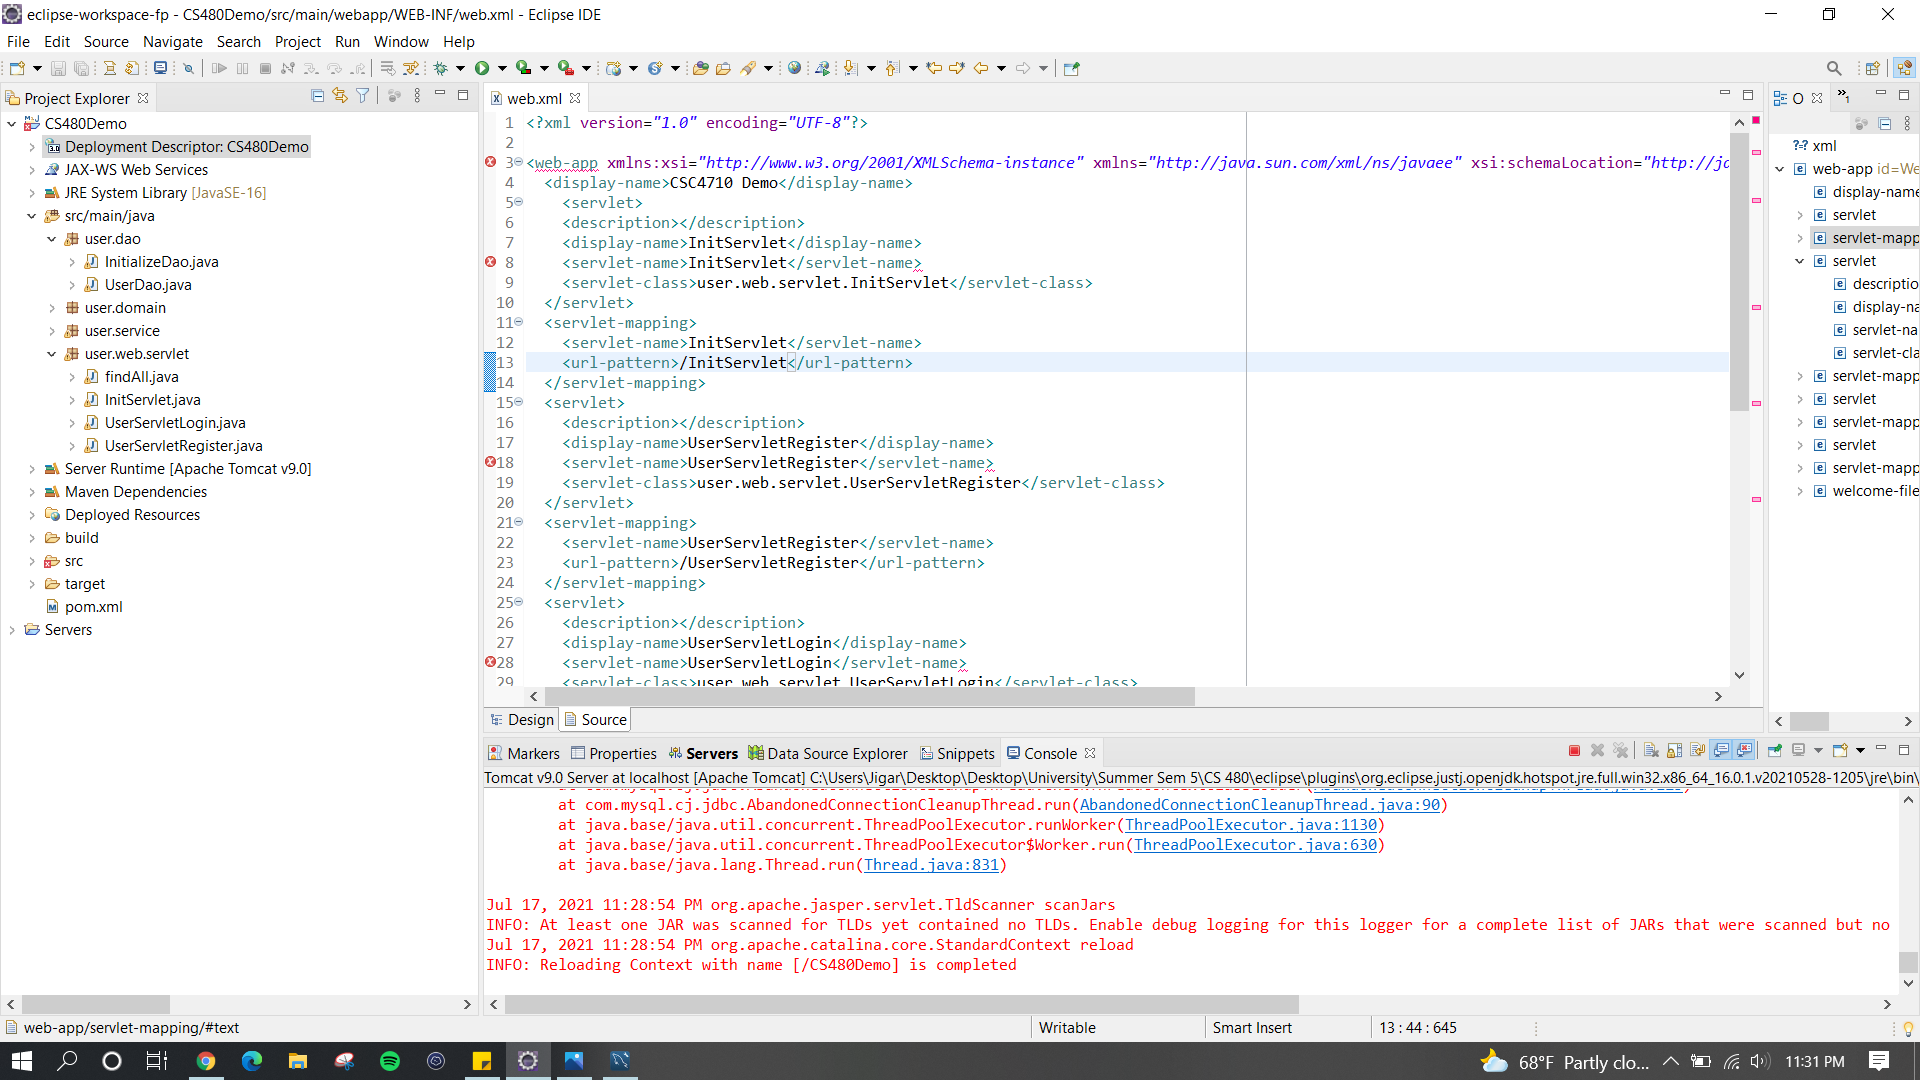 eclipse-workspace-fp - CS480Demo/src/main/webapp/WEB-INF/web.xml - Eclipse IDE
File Edit Source Navigate Search Project Run Window Help
Project Explorer
CS480Demo
Deployment Descriptor: CS480Demo
JAX-WS Web Services
JRE System Library [JavaSE-16]
src/main/java
user.dao
InitializeDao.java
UserDao.java
user.domain
user.service
user.web.servlet
findAll.java
InitServlet.java
UserServletLogin.java
UserServletRegister.java
Server Runtime [Apache Tomcat v9.0]
Maven Dependencies
Deployed Resources
build
src
target
pom.xml
Servers
web.xml
1 <?xml version="1.0" encoding="UTF-8"?>
2
3 <web-app xmlns:xsi="http://www.w3.org/2001/XMLSchema-instance" xmlns="http://java.sun.com/xml/ns/javaee" xsi:schemaLocation="http://ja
4 <display-name>CSC4710 Demo</display-name>
5 <servlet>
6 <description></description>
7 <display-name>InitServlet</display-name>
8 <servlet-name>InitServlet</servlet-name>
9 <servlet-class>user.web.servlet.InitServlet</servlet-class>
10 </servlet>
11 <servlet-mapping>
12 <servlet-name>InitServlet</servlet-name>
13 <url-pattern>/InitServlet</url-pattern>
14 </servlet-mapping>
15 <servlet>
16 <description></description>
17 <display-name>UserServletRegister</display-name>
18 <servlet-name>UserServletRegister</servlet-name>
19 <servlet-class>user.web.servlet.UserServletRegister</servlet-class>
20 </servlet>
21 <servlet-mapping>
22 <servlet-name>UserServletRegister</servlet-name>
23 <url-pattern>/UserServletRegister</url-pattern>
24 </servlet-mapping>
25 <servlet>
26 <description></description>
27 <display-name>UserServletLogin</display-name>
28 <servlet-name>UserServletLogin</servlet-name>
29 <servlet-class>user.web.servlet.UserServletLogin</servlet-class>
Design Source
O
xml
web-app id=We
display-name
servlet
servlet-mapp
servlet
descriptio
display-na
servlet-na
servlet-cla
servlet-mapp
servlet
servlet-mapp
servlet
servlet-mapp
welcome-file
Markers Properties Servers Data Source Explorer Snippets Console
Tomcat v9.0 Server at localhost [Apache Tomcat] C:\Users\Jigar\Desktop\Desktop\University\Summer Sem 5\CS 480\eclipse\plugins\org.eclipse.justj.openjdk.hotspot.jre.full.win32.x86_64_16.0.1.v20210528-1205\jre\bin\
at com.mysql.cj.jdbc.AbandonedConnectionCleanupThread.run(AbandonedConnectionCleanupThread.java:90)
at java.base/java.util.concurrent.ThreadPoolExecutor.runWorker(ThreadPoolExecutor.java:1130)
at java.base/java.util.concurrent.ThreadPoolExecutor$Worker.run(ThreadPoolExecutor.java:630)
at java.base/java.lang.Thread.run(Thread.java:831)
Jul 17, 2021 11:28:54 PM org.apache.jasper.servlet.TldScanner scanJars
INFO: At least one JAR was scanned for TLDs yet contained no TLDs. Enable debug logging for this logger for a complete list of JARs that were scanned but no
Jul 17, 2021 11:28:54 PM org.apache.catalina.core.StandardContext reload
INFO: Reloading Context with name [/CS480Demo] is completed
web-app/servlet-mapping/#text
Writable
Smart Insert
13 : 44 : 645
68°F Partly clo...
11:31 PM